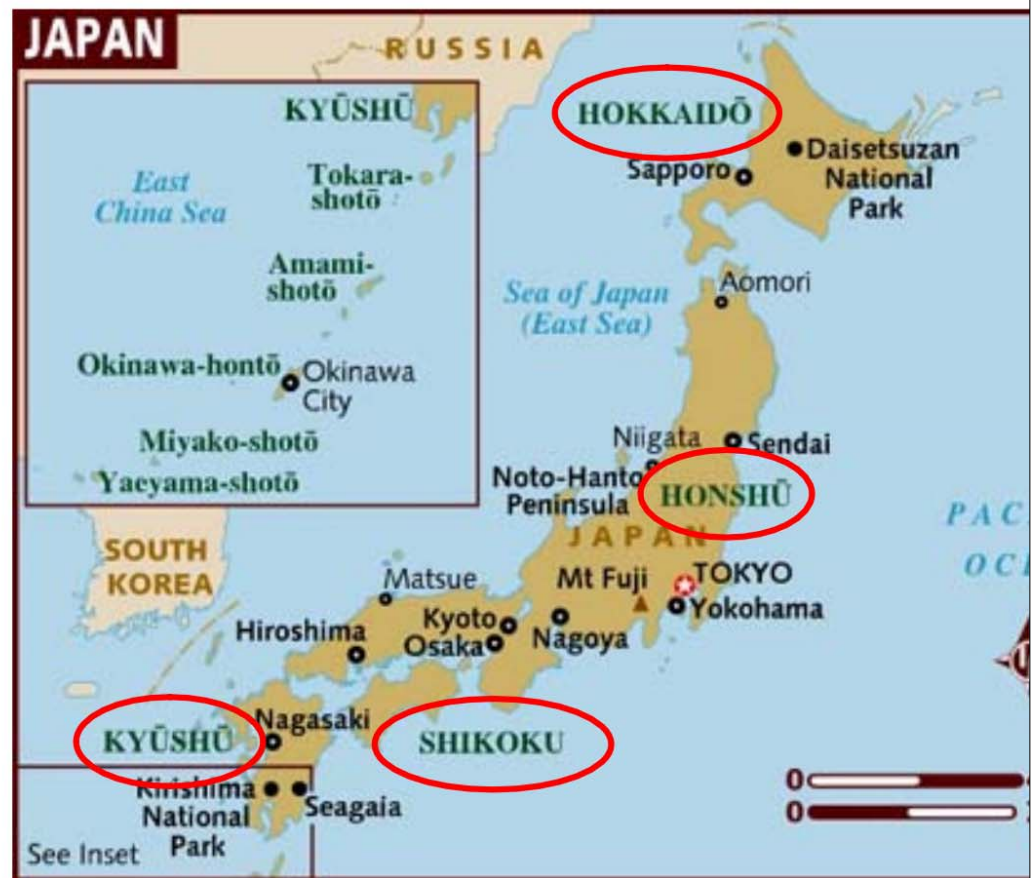 JAPAN
RUSSIA
KYŪSHŪ
HOKKAIDŌ
Daisetsuzan
National
Park
Sapporo
East
China Sea
Tokara-
shotō
Amami-
shotō
Sea of Japan
(East Sea)
Aomori
Okinawa-hontō
Okinawa
City
Miyako-shotō
Yaeyama-shotō
Niigata
Sendai
Noto-Hanto
Peninsula
HONSHŪ
JAPAN
PAC
OCI
SOUTH
KOREA
Matsue
Mt Fuji
TOKYO
Yokohama
Kyoto
Osaka
Nagoya
Hiroshima
KYŪSHŪ
Nagasaki
SHIKOKU
Kirishima
National
Park
Seagaia
See Inset
0
0